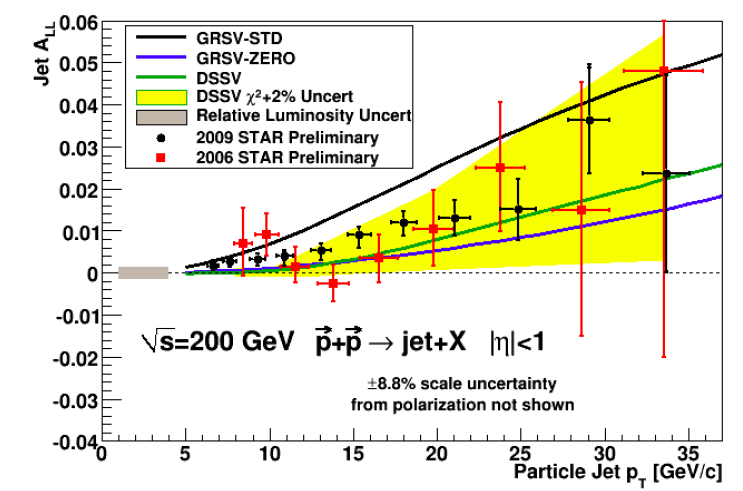 Jet A_LL
0.06
0.05
0.04
0.03
0.02
0.01
0
-0.01
-0.02
-0.03
-0.04
GRSV-STD
GRSV-ZERO
DSSV
DSSV χ²+2% Uncert
Relative Luminosity Uncert
2009 STAR Preliminary
2006 STAR Preliminary
√s=200 GeV p⃗+p⃗ → jet+X |η|<1
±8.8% scale uncertainty
from polarization not shown
0 5 10 15 20 25 30 35
Particle Jet p_T [GeV/c]